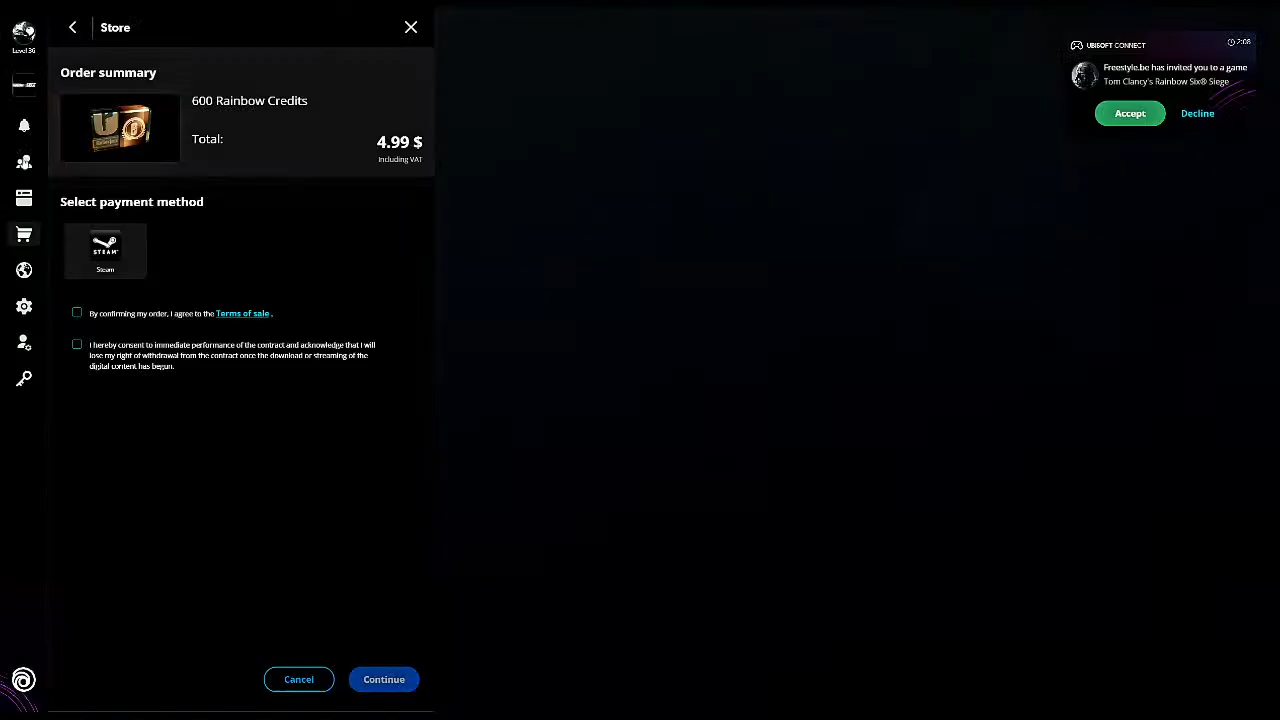 Level 36
Store
Order summary
600 Rainbow Credits
Total:
4.99 $
Including VAT
Select payment method
STEAM
Steam
By confirming my order, I agree to the Terms of sale .
I hereby consent to immediate performance of the contract and acknowledge that I will
lose my right of withdrawal from the contract once the download or streaming of the
digital content has begun.
Cancel
Continue
UBISOFT CONNECT
2:08
Freestyle.be has invited you to a game
Tom Clancy's Rainbow Six® Siege
Accept
Decline